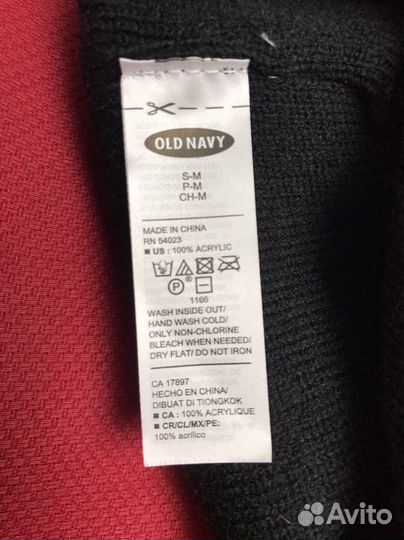 OLD NAVY
S-M
P-M
CH-M
MADE IN CHINA
RN 54023
■ US : 100% ACRYLIC
P
1166
WASH INSIDE OUT/
HAND WASH COLD/
ONLY NON-CHLORINE
BLEACH WHEN NEEDED/
DRY FLAT/ DO NOT IRON
CA 17897
HECHO EN CHINA/
DIBUAT DI TIONGKOK
■ CA : 100% ACRYLIQUE
■ CR/CL/MX/PE:
100% acrílico
Avito